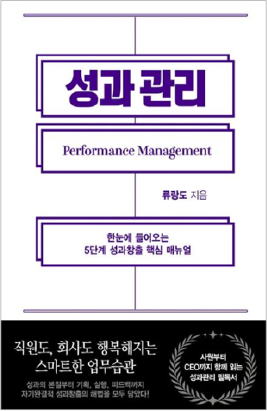 성과 관리
Performance Management
류랑도 지음
한눈에 들어오는
5단계 성과창출 핵심 매뉴얼
직원도, 회사도 행복해지는
스마트한 업무습관
성과의 본질부터 기획, 실행, 피드백까지
자기완결적 성과창출의 해법을 모두 담았다!
사원부터
CEO까지 함께 읽는
성과관리 필독서